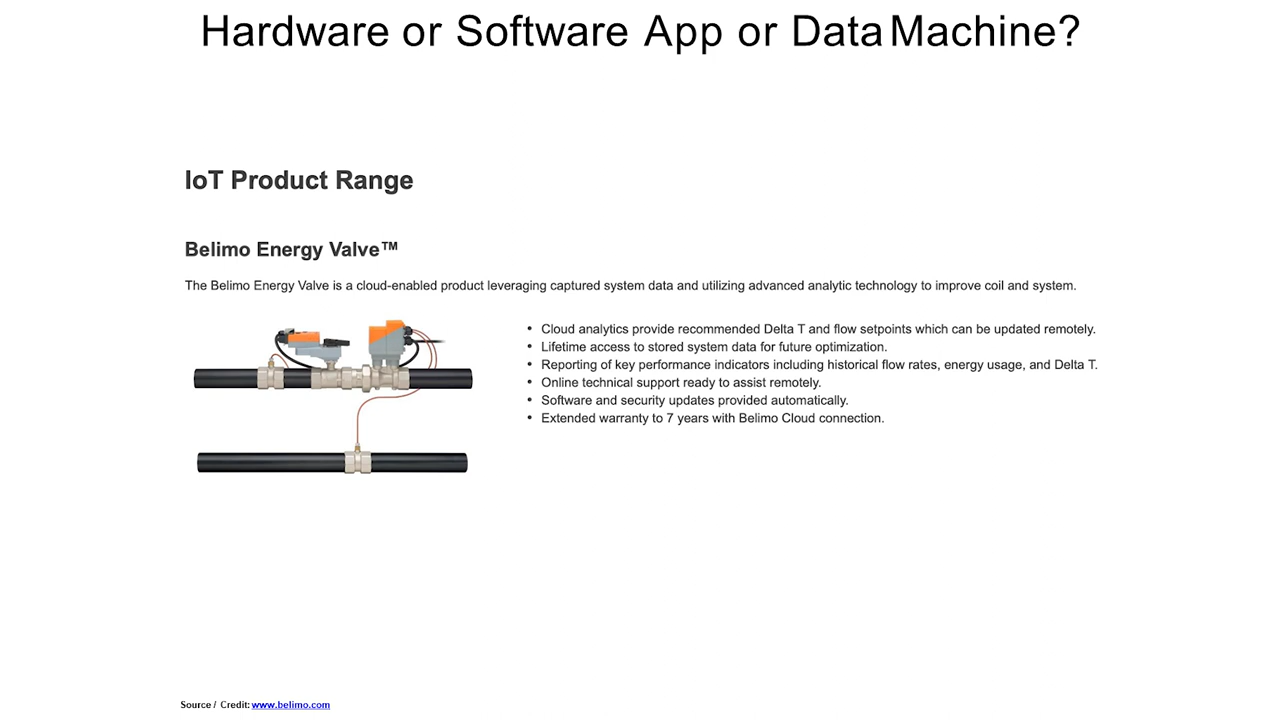 Hardware or Software App or Data Machine?
IoT Product Range
Belimo Energy Valve™
The Belimo Energy Valve is a cloud-enabled product leveraging captured system data and utilizing advanced analytic technology to improve coil and system.
• Cloud analytics provide recommended Delta T and flow setpoints which can be updated remotely.
• Lifetime access to stored system data for future optimization.
• Reporting of key performance indicators including historical flow rates, energy usage, and Delta T.
• Online technical support ready to assist remotely.
• Software and security updates provided automatically.
• Extended warranty to 7 years with Belimo Cloud connection.
Source / Credit: www.belimo.com